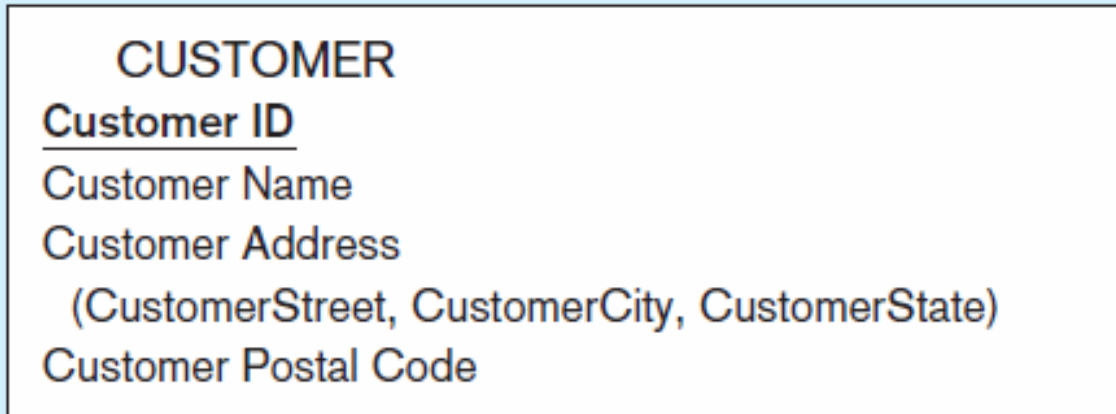 CUSTOMER
Customer ID
Customer Name
Customer Address
(CustomerStreet, CustomerCity, CustomerState)
Customer Postal Code